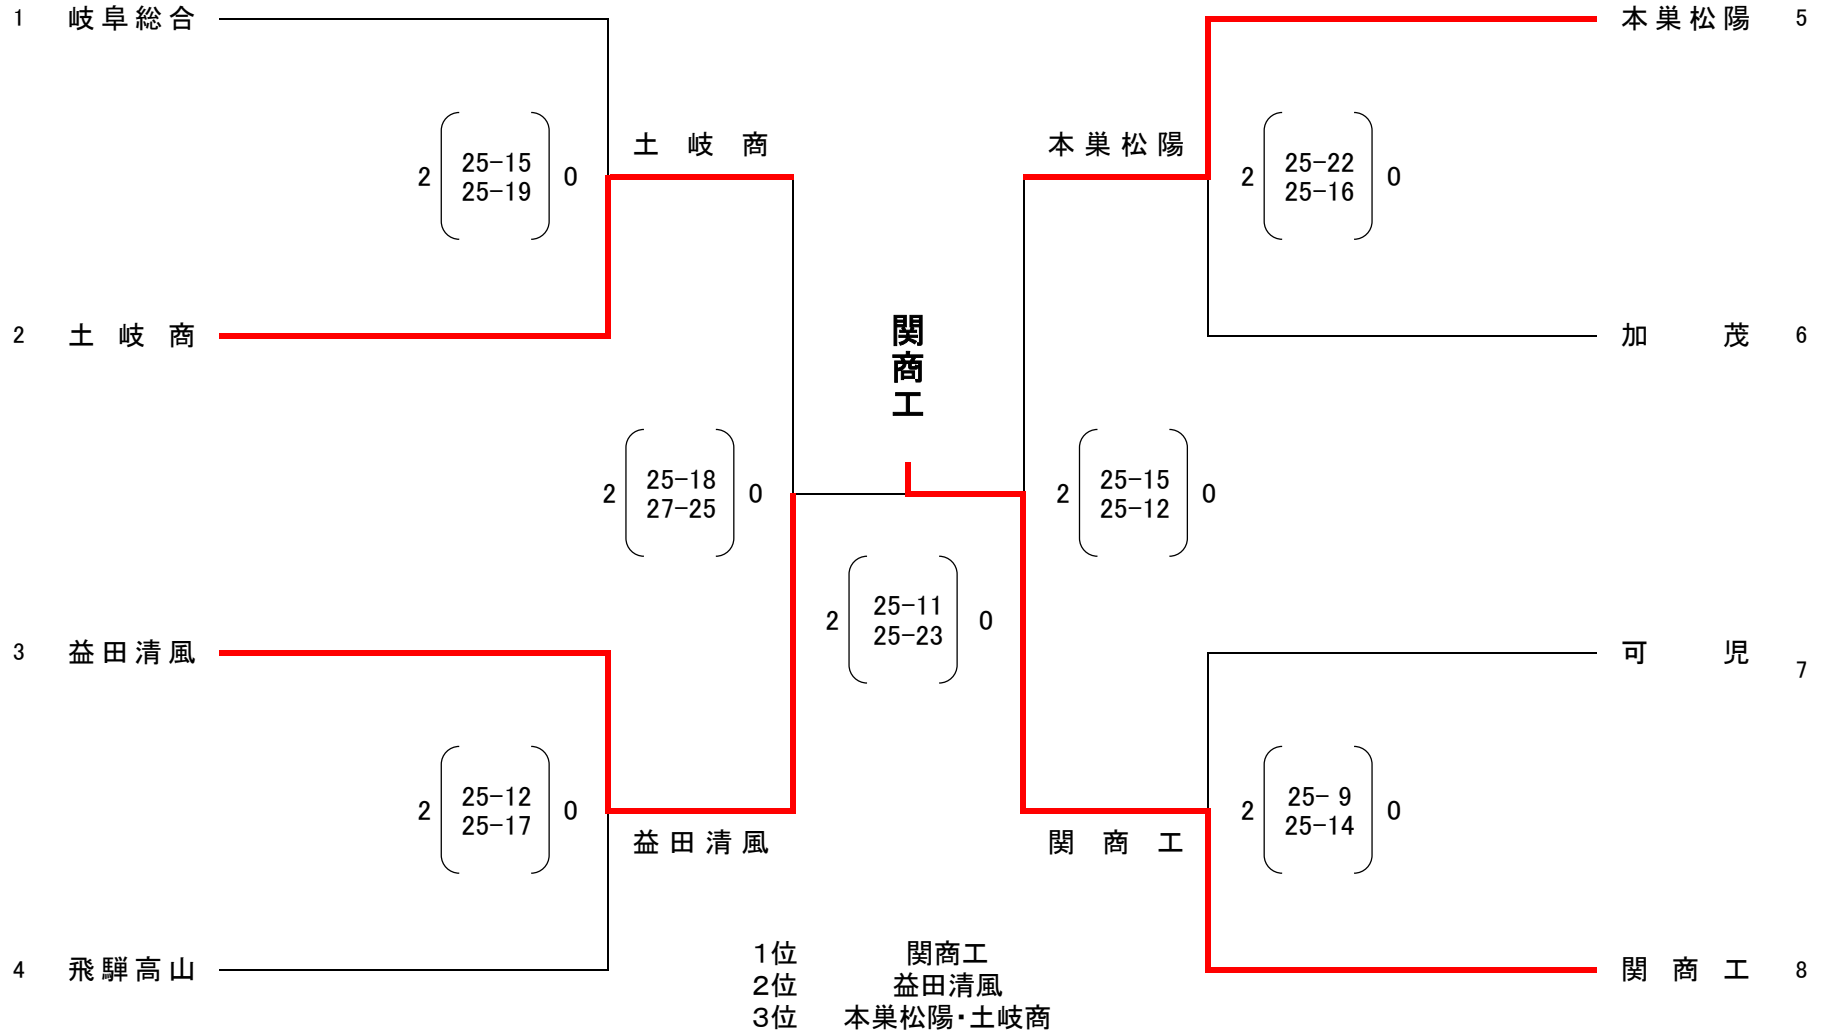 1 岐阜総合
本巣松陽 5
土岐商
本巣松陽
2 25-15 0
25-19
2 25-22 0
25-16
2 土岐商
関商工
加茂 6
2 25-18 0
27-25
2 25-15 0
25-12
2 25-11 0
25-23
3 益田清風
可児 7
2 25-12 0
25-17
2 25- 9 0
25-14
益田清風
関商工
4 飛騨高山
関商工 8
1位 関商工
2位 益田清風
3位 本巣松陽・土岐商